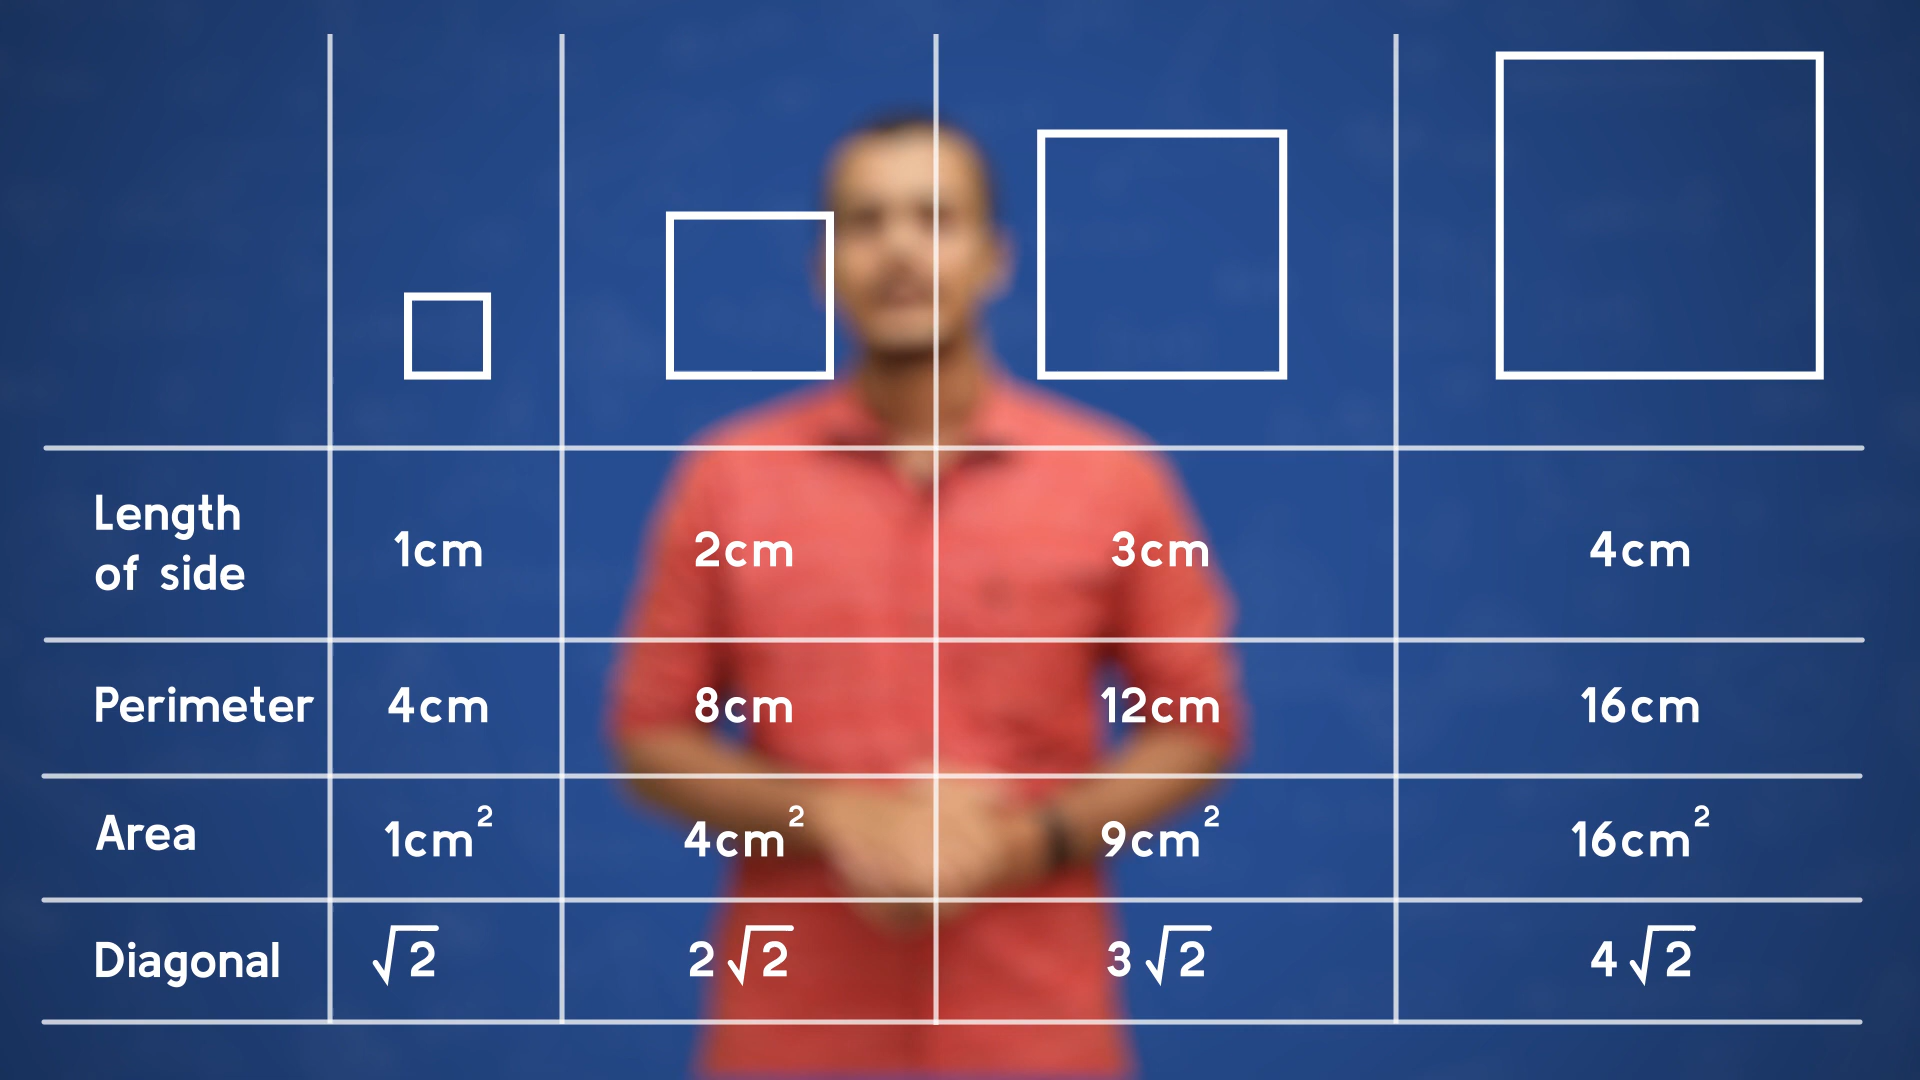 Length
of side
1cm
2cm
3cm
4cm
Perimeter
4cm
8cm
12cm
16cm
Area
1cm²
4cm²
9cm²
16cm²
Diagonal
√2
2√2
3√2
4√2